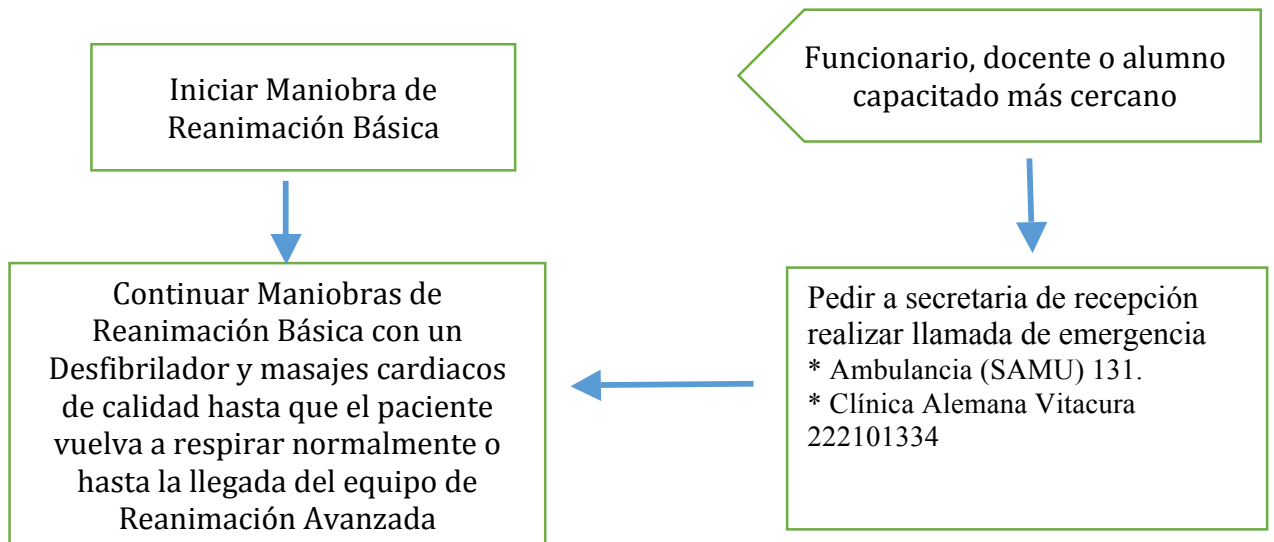 Iniciar Maniobra de
Reanimación Básica
Funcionario, docente o alumno
capacitado más cercano
Continuar Maniobras de
Reanimación Básica con un
Desfibrilador y masajes cardiacos
de calidad hasta que el paciente
vuelva a respirar normalmente o
hasta la llegada del equipo de
Reanimación Avanzada
Pedir a secretaria de recepción
realizar llamada de emergencia
* Ambulancia (SAMU) 131.
* Clínica Alemana Vitacura
222101334